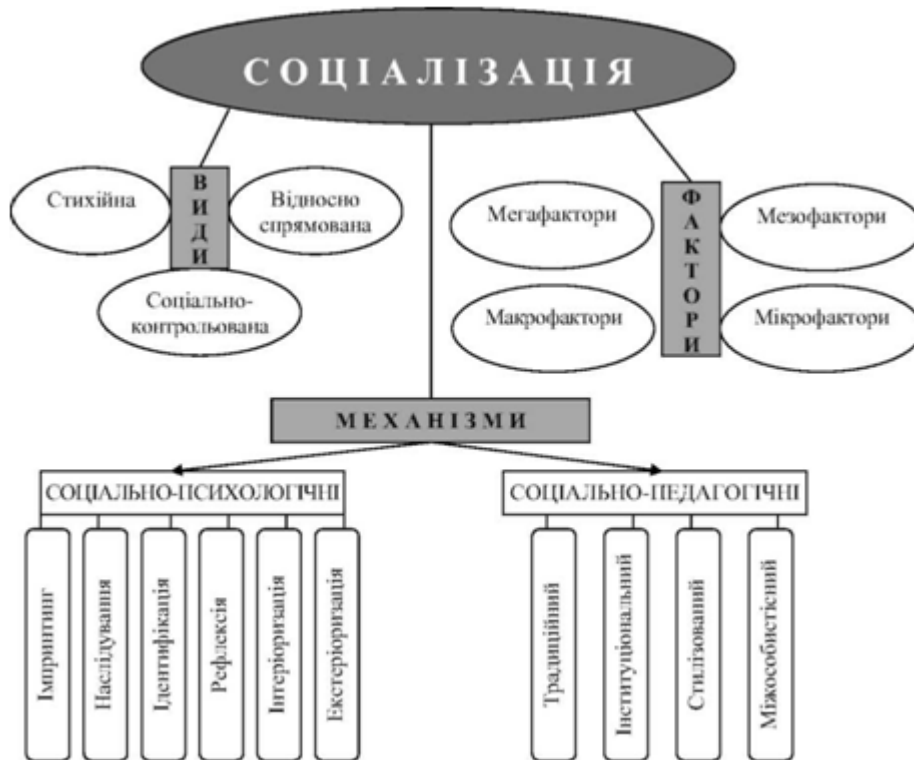 СОЦІАЛІЗАЦІЯ
Стихійна
ВИДИ
Відносно
спрямована
Соціально-
контрольована
Мегафактори
ФАКТОРИ
Мезофактори
Макрофактори
Мікрофактори
МЕХАНІЗМИ
СОЦІАЛЬНО-ПСИХОЛОГІЧНІ
СОЦІАЛЬНО-ПЕДАГОГІЧНІ
Імпринтинг
Наслідування
Ідентифікація
Рефлексія
Інтеріоризація
Екстеріоризація
Традиційний
Інституціональний
Стилізований
Міжособистісний